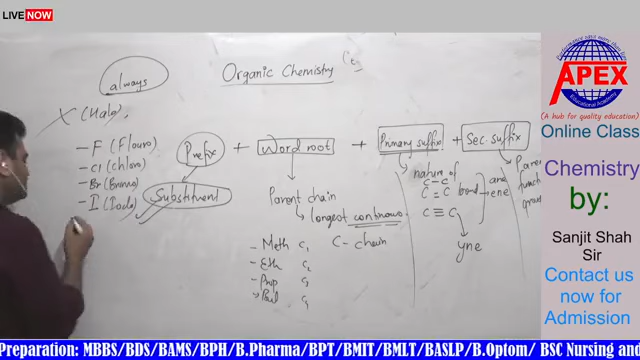 LIVE NOW
always
Organic Chemistry
X (Halo)
- F (Flouro)
- Cl (Chloro)
- Br (Bromo)
- I (Iodo)
Prefix + Word root + Primary suffix + Sec. suffix
Substituent
Parent chain
longest continous
C - chain
- Meth C1
- Eth C2
- Prop C3
- But C4
nature of
C - C
C = C bond
C ≡ C
ane
ene
yne
APEX
Educational Academy
(A hub for quality education)
Online Class
Chemistry
by:
Sanjit Shah
Sir
Contact us
now for
Admission
Preparation: MBBS/BDS/BAMS/BPH/B.Pharma/BPT/BMIT/BMLT/BASLP/B.Optom/ BSC Nursing and